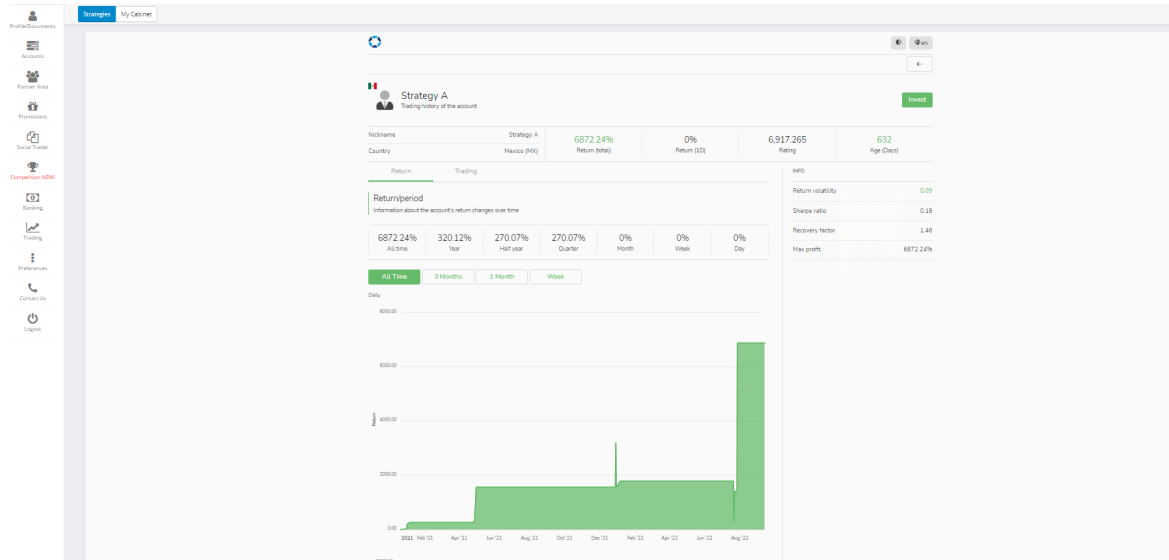 Strategies My Cabinet
Profile/Documents
Accounts
Partner Area
Promotions
Social Trader
Competition NEW!
Banking
Trading
Preferences
Contact Us
Logout
en
Strategy A
Trading history of the account
Invest
Nickname Strategy A
Country Mexico (MX)
6872.24% 0% 6,917.265 632
Return (total) Return (1D) Rating Age (Days)
Return Trading
INFO
Return volatility 0.09
Sharpe ratio 0.18
Recovery factor 1.46
Max profit 6872.24%
Return/period
Information about the account's return changes over time
6872.24% 320.12% 270.07% 270.07% 0% 0% 0%
All time Year Half year Quarter Month Week Day
All Time 3 Months 1 Month Week
Daily
8000.00
6000.00
4000.00
2000.00
0.00
Return
2021 Feb '21 Apr '21 Jun '21 Aug '21 Oct '21 Dec '21 Feb '22 Apr '22 Jun '22 Aug '22